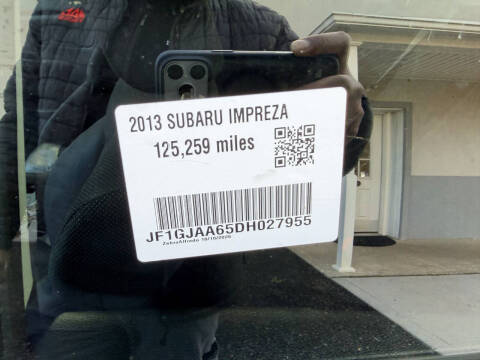 2013 SUBARU IMPREZA
125,259 miles
JF1GJAA65DH027955